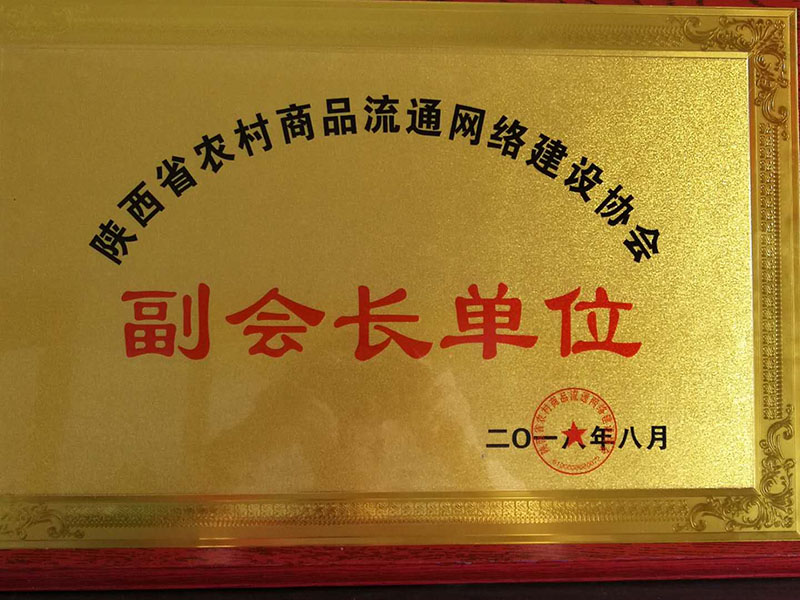 陕西省农村商品流通网络建设协会
副会长单位
二〇一八年八月